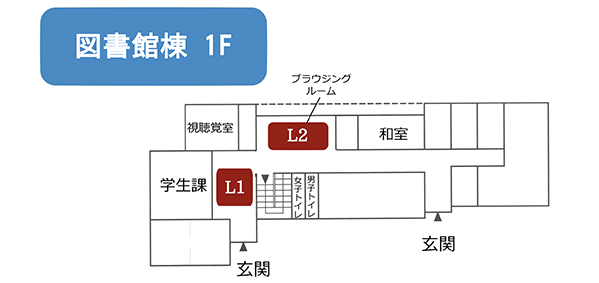 図書館棟 1F
ブラウジング
ルーム
視聴覚室
L2
和室
学生課
L1
女子トイレ
男子トイレ
玄関
玄関